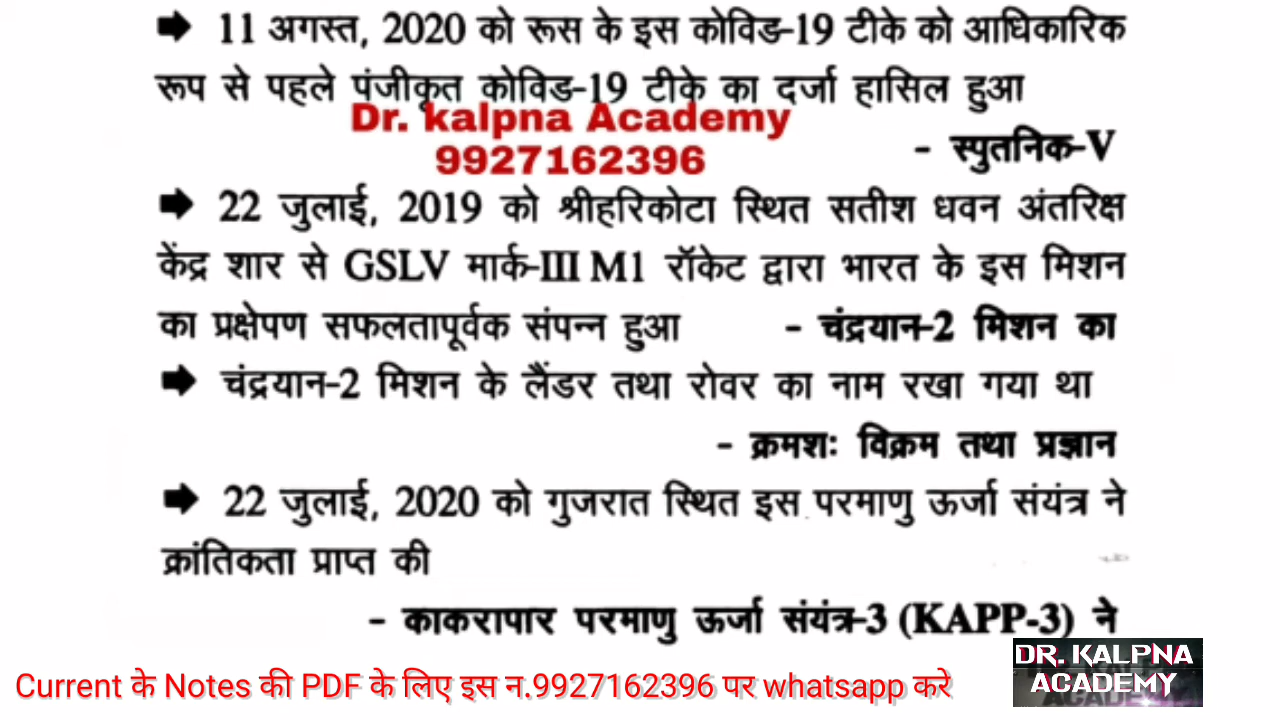 ➡ 11 अगस्त, 2020 को रूस के इस कोविड-19 टीके को आधिकारिक
रूप से पहले पंजीकृत कोविड-19 टीके का दर्जा हासिल हुआ
Dr. kalpna Academy
9927162396
- स्पुतनिक-V
➡ 22 जुलाई, 2019 को श्रीहरिकोटा स्थित सतीश धवन अंतरिक्ष
केंद्र शार से GSLV मार्क-III M1 रॉकेट द्वारा भारत के इस मिशन
का प्रक्षेपण सफलतापूर्वक संपन्न हुआ - चंद्रयान-2 मिशन का
➡ चंद्रयान-2 मिशन के लैंडर तथा रोवर का नाम रखा गया था
- क्रमशः विक्रम तथा प्रज्ञान
➡ 22 जुलाई, 2020 को गुजरात स्थित इस परमाणु ऊर्जा संयंत्र ने
क्रांतिकता प्राप्त की
- काकरापार परमाणु ऊर्जा संयंत्र-3 (KAPP-3) ने
Current के Notes की PDF के लिए इस न.9927162396 पर whatsapp करे
DR. KALPNA
ACADEMY